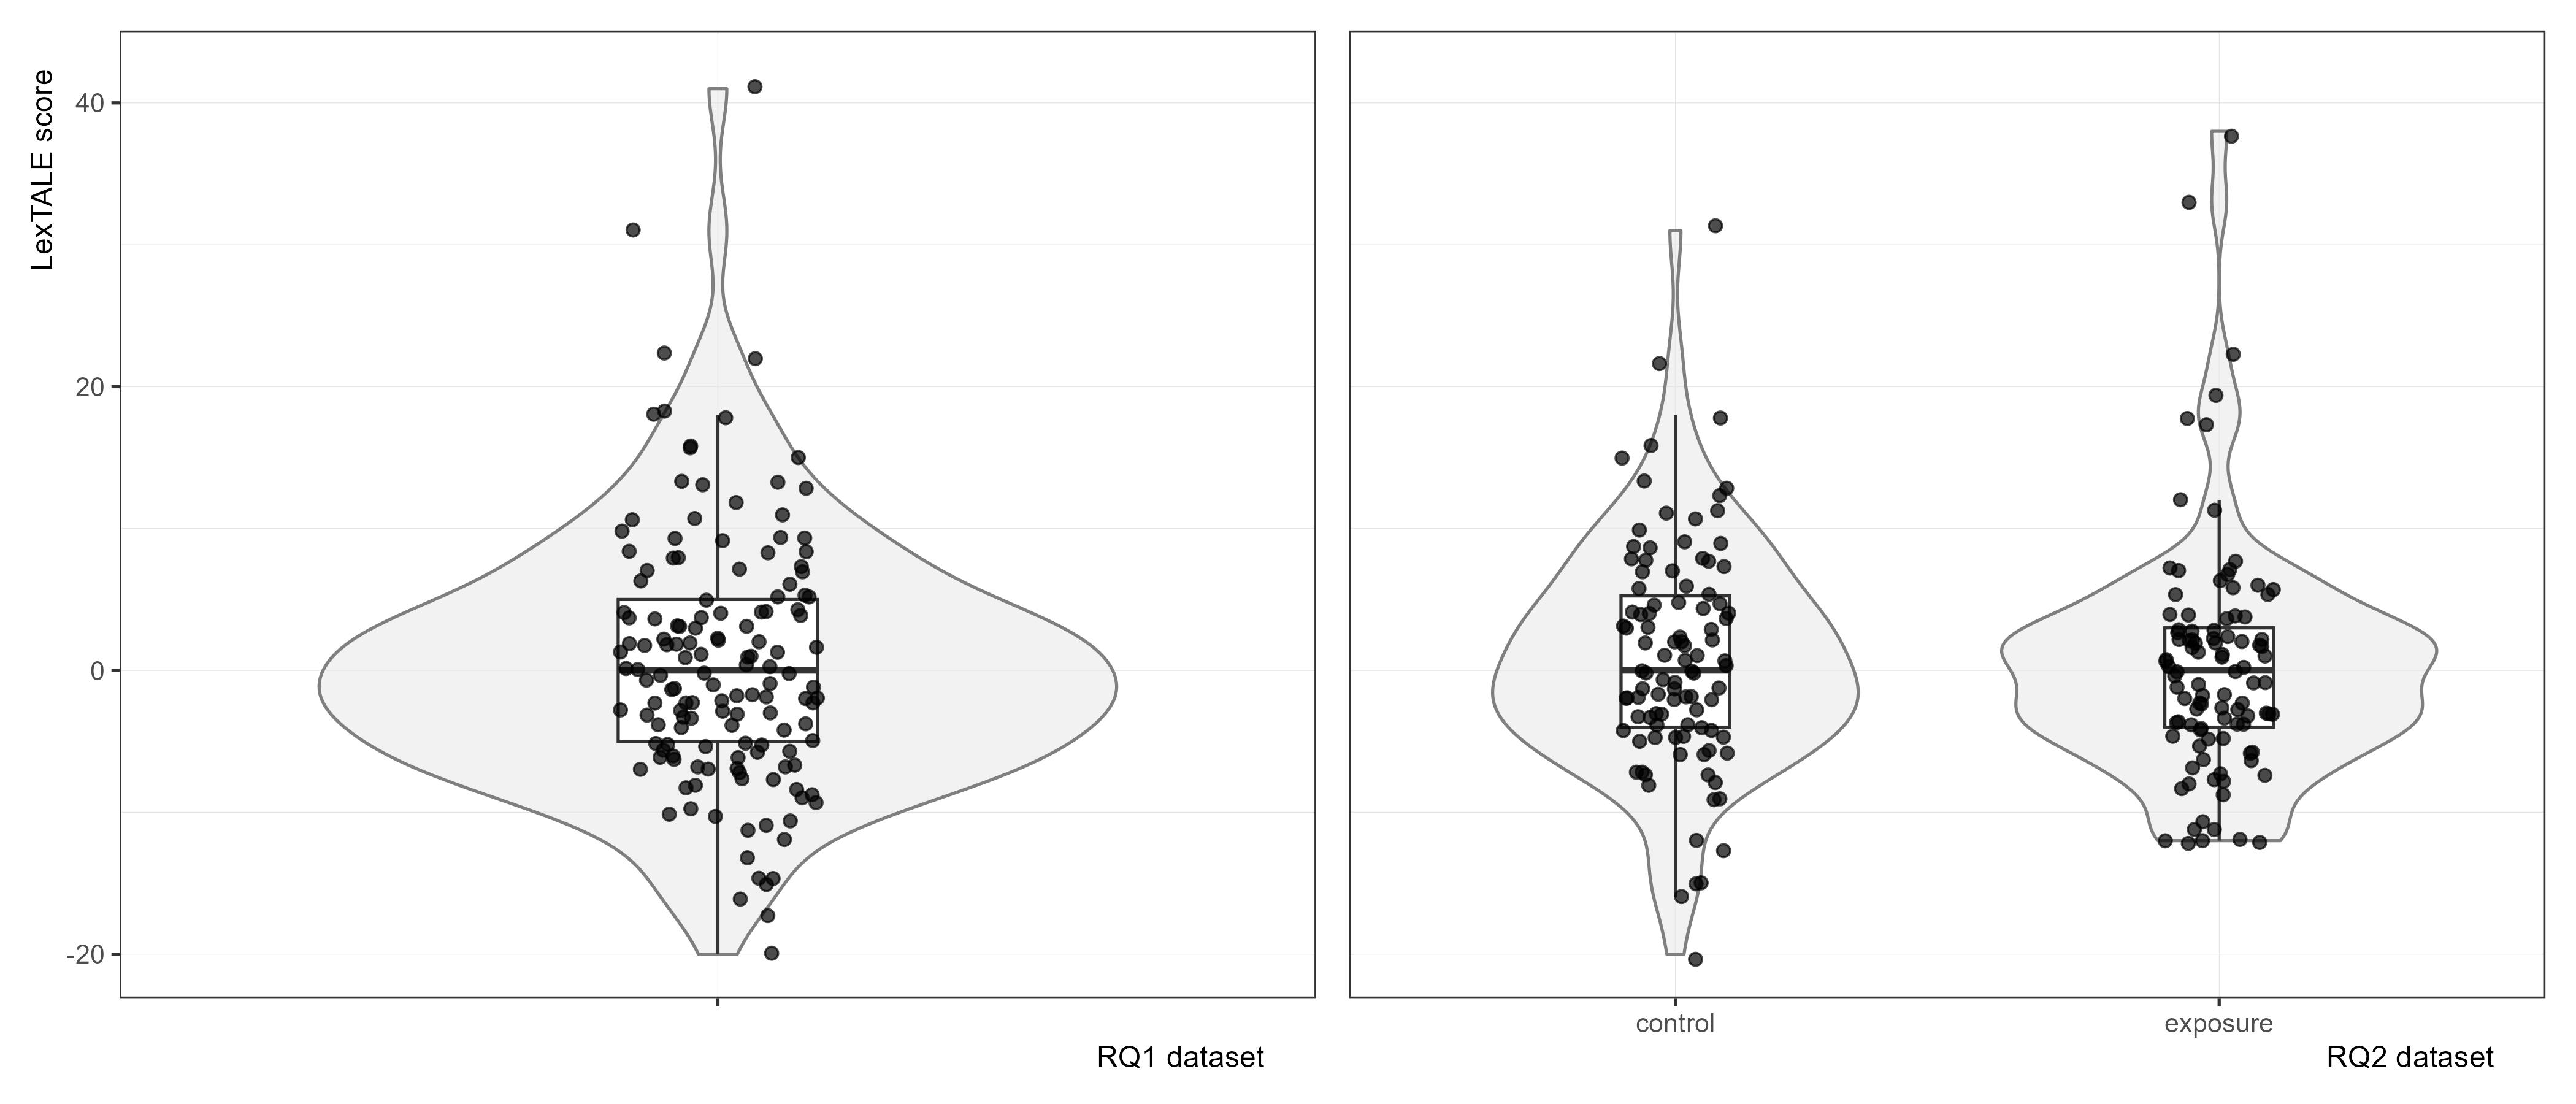 LexTALE score
40
20
0
-20
control
exposure
RQ1 dataset
RQ2 dataset